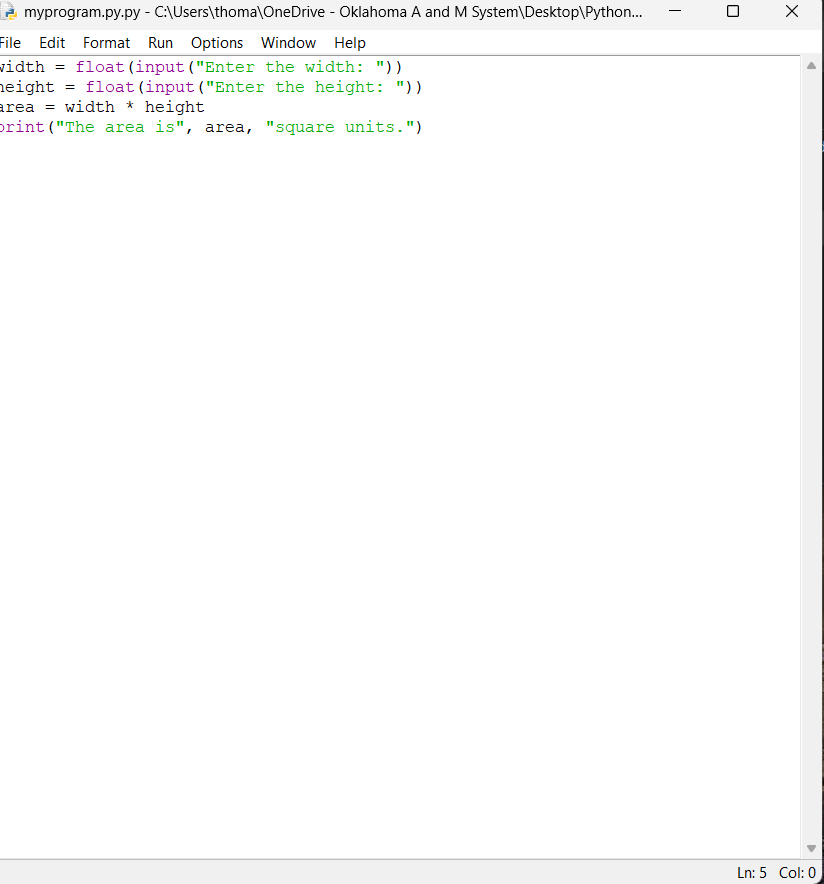 myprogram.py.py - C:\Users\thoma\OneDrive - Oklahoma A and M System\Desktop\Python...
File Edit Format Run Options Window Help
width = float(input("Enter the width: "))
height = float(input("Enter the height: "))
area = width * height
print("The area is", area, "square units.")
Ln: 5 Col: 0